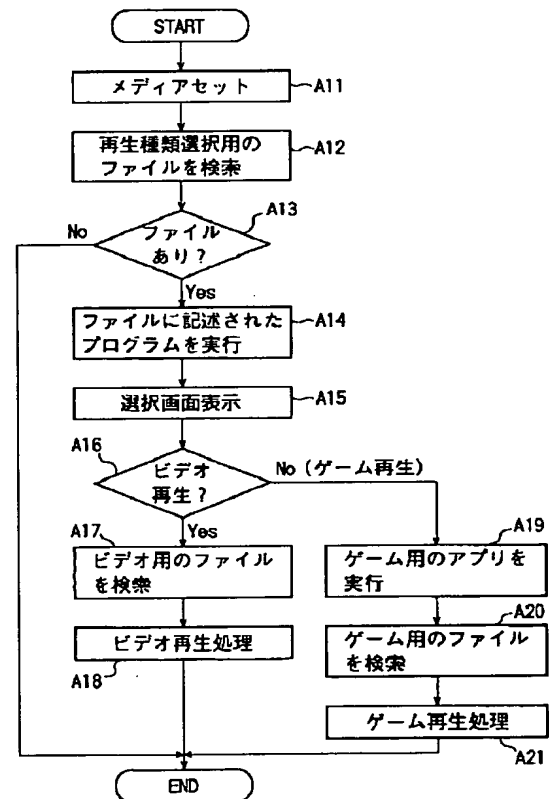 START
メディアセット
A11
再生種類選択用の
ファイルを検索
A12
A13
ファイル
あり?
No
Yes
ファイルに記述された
プログラムを実行
A14
選択画面表示
A15
A16
ビデオ
再生?
No(ゲーム再生)
Yes
A17
ビデオ用のファイル
を検索
ビデオ再生処理
A18
A19
ゲーム用のアプリを
実行
A20
ゲーム用のファイル
を検索
ゲーム再生処理
A21
END